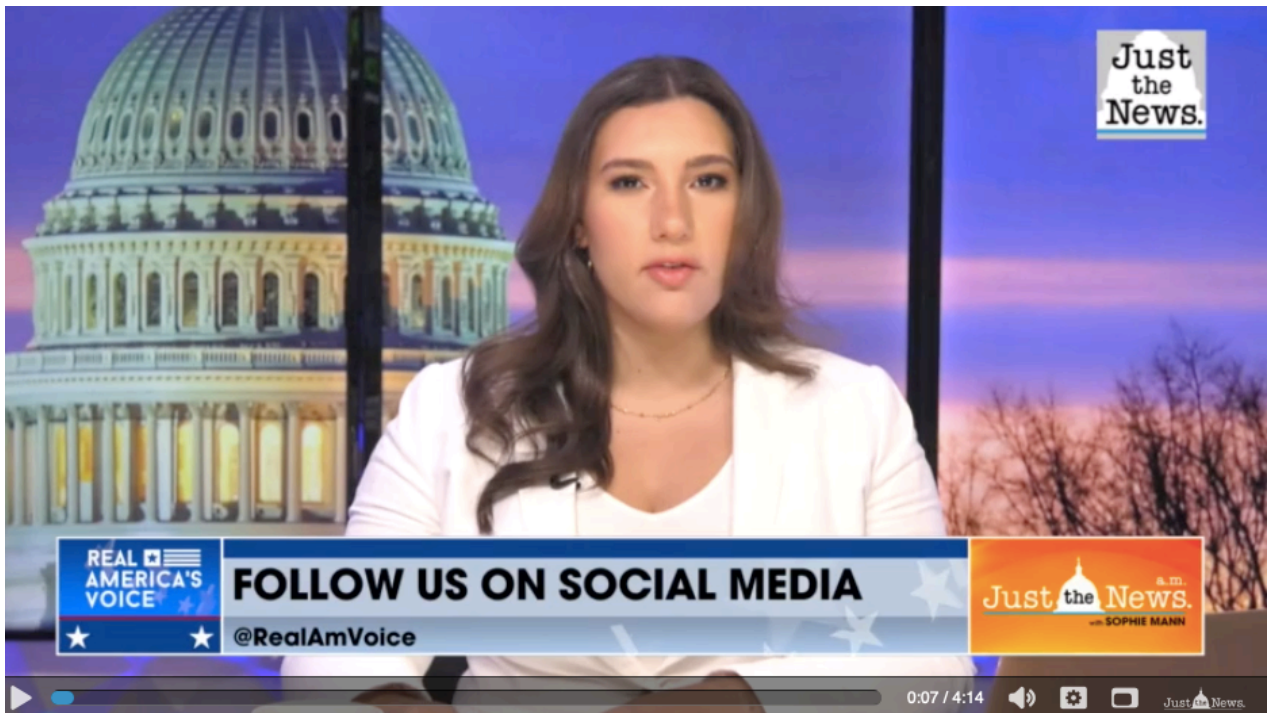 Just
the
News.
REAL
AMERICA'S
VOICE
FOLLOW US ON SOCIAL MEDIA
@RealAmVoice
a.m.
Just the News.
with SOPHIE MANN
0:07 / 4:14
Just the News.